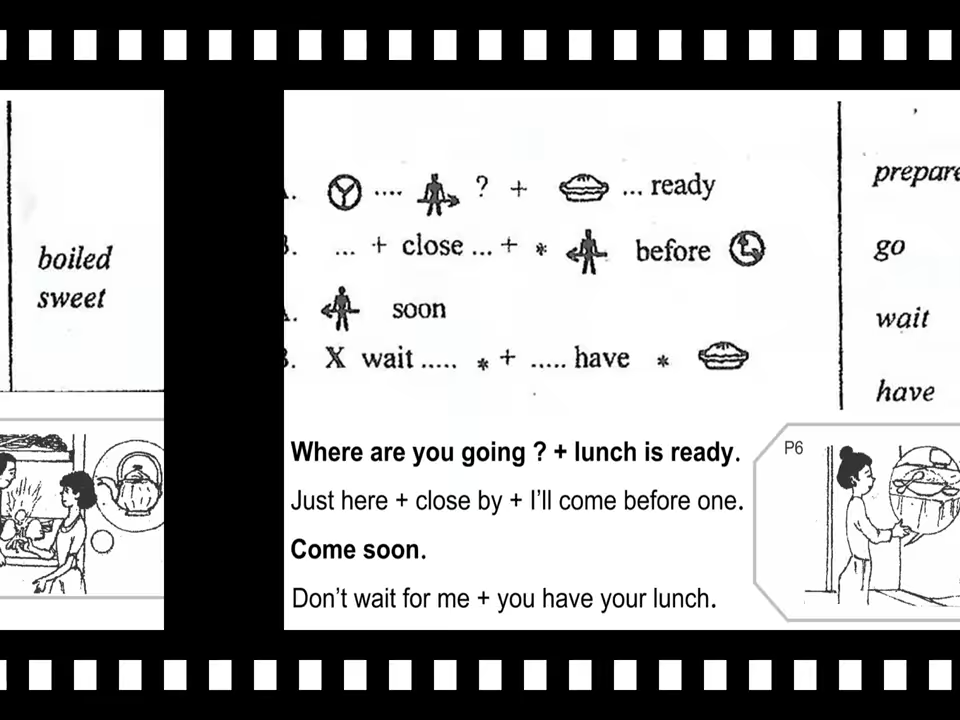 boiled
sweet
.... ? + ... ready
... + close ... + * before
soon
X wait ..... * + ..... have *
prepare
go
wait
have
Where are you going ? + lunch is ready.
Just here + close by + I'll come before one.
Come soon.
Don't wait for me + you have your lunch.
P6